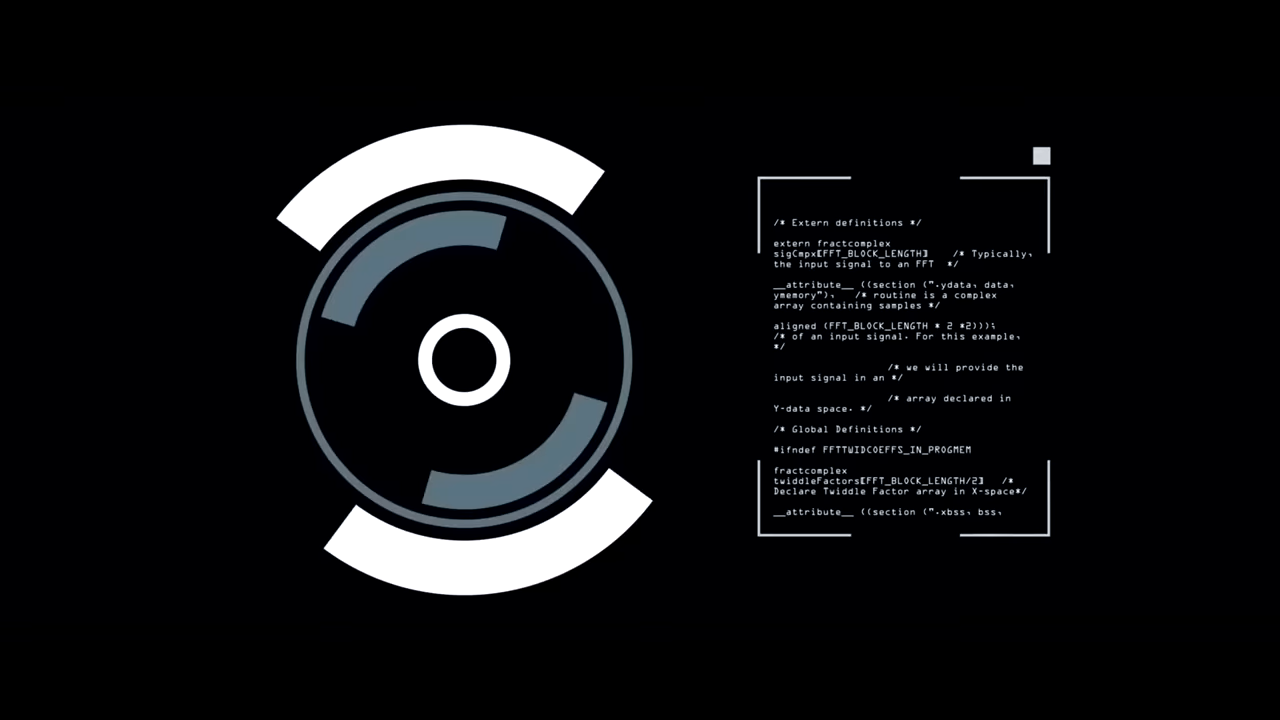 /* Extern definitions */
extern fractcomplex
sigCmpx[FFT_BLOCK_LENGTH]    /* Typically,
the input signal to an FFT  */
__attribute__ ((section (".ydata, data,
ymemory"),   /* routine is a complex
array containing samples */
aligned (FFT_BLOCK_LENGTH * 2 *2)));
/* of an input signal. For this example,
*/
/* we will provide the
input signal in an */
/* array declared in
Y-data space. */
/* Global Definitions */
#ifndef FFTTWIDCOEFFS_IN_PROGMEM
fractcomplex
twiddleFactors[FFT_BLOCK_LENGTH/2]   /*
Declare Twiddle Factor array in X-space*/
__attribute__ ((section (".xbss, bss,